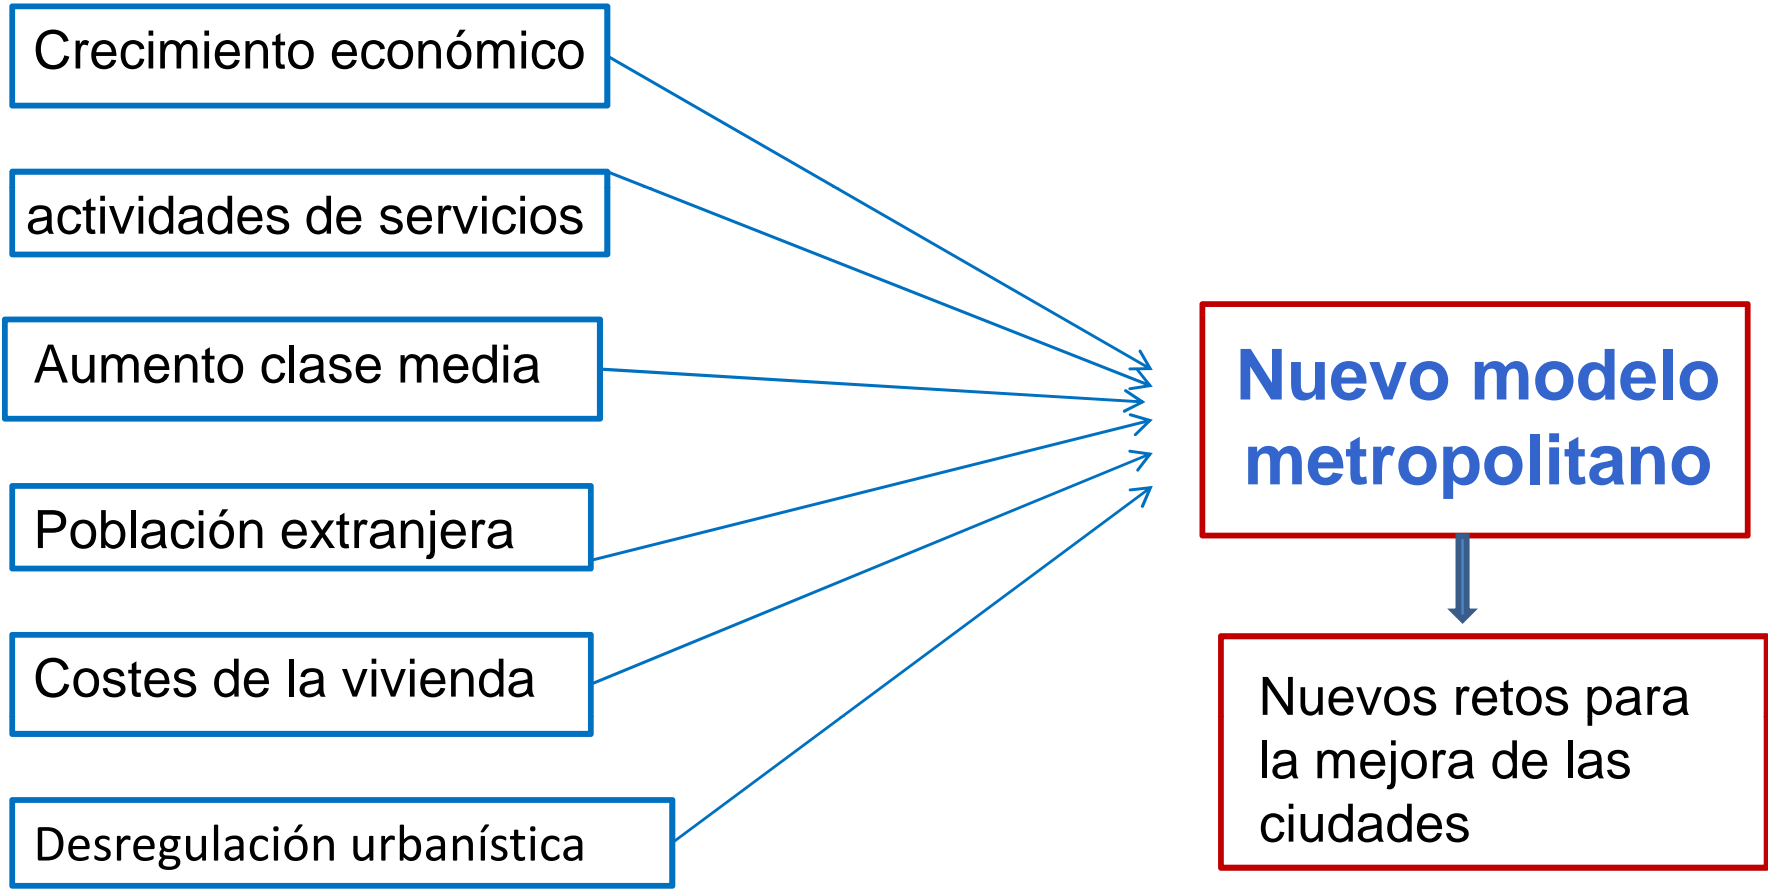 Crecimiento económico
actividades de servicios
Aumento clase media
Población extranjera
Costes de la vivienda
Desregulación urbanística
Nuevo modelo
metropolitano
Nuevos retos para
la mejora de las
ciudades